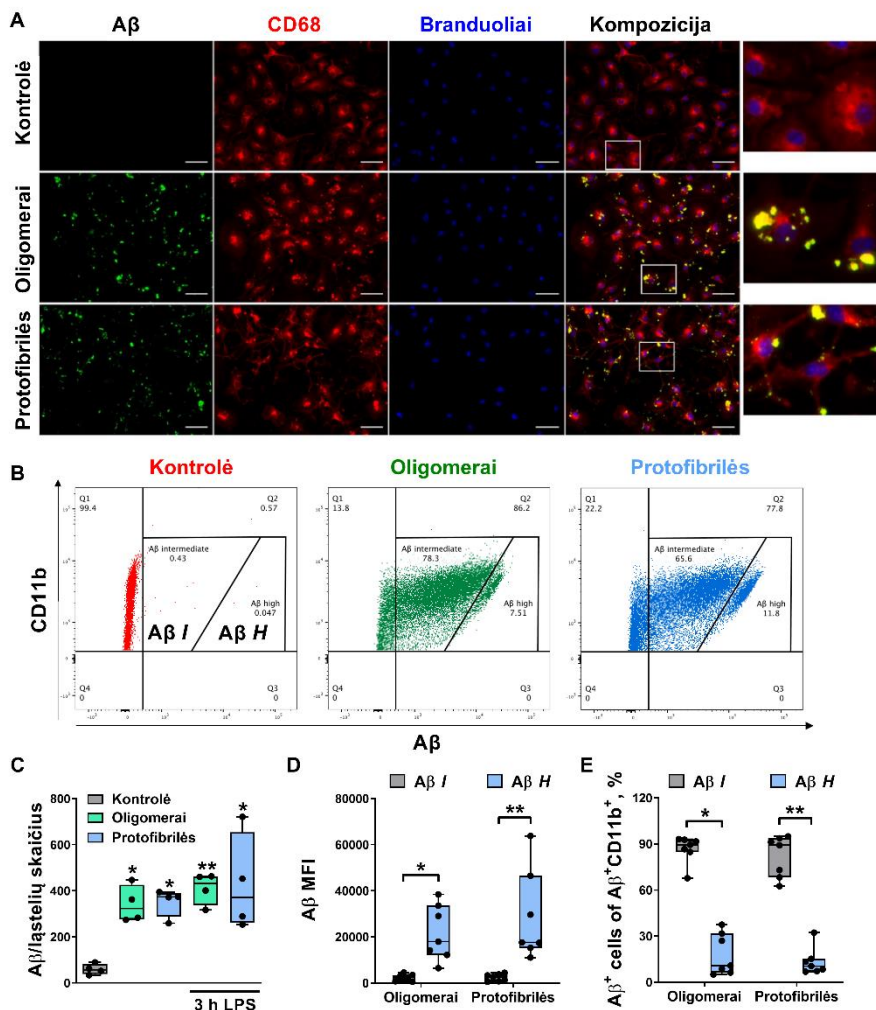 A
Aβ CD68 Branduoliai Kompozicija
Kontrolė
Oligomerai
Protofibrilės
B
Kontrolė Oligomerai Protofibrilės
CD11b
Q1 99.4
Q2 0.57
Aβ intermediate 0.43
Aβ high 0.047
Aβ I Aβ H
Q4 0
Q3 0
Q1 13.8
Q2 86.2
Aβ intermediate 78.3
Aβ high 7.51
Q4 0
Q3 0
Q1 22.2
Q2 77.8
Aβ intermediate 65.6
Aβ high 11.8
Q4 0
Q3 0
Aβ
C
Aβ/ląstelių skaičius
800
600
400
200
0
Kontrolė
Oligomerai
Protofibrilės
* * ** *
3 h LPS
D
Aβ I Aβ H
Aβ MFI
80000
60000
40000
20000
0
* **
Oligomerai Protofibrilės
E
Aβ I Aβ H
Aβ⁺ cells of Aβ⁺CD11b⁺, %
120
90
60
30
0
* **
Oligomerai Protofibrilės